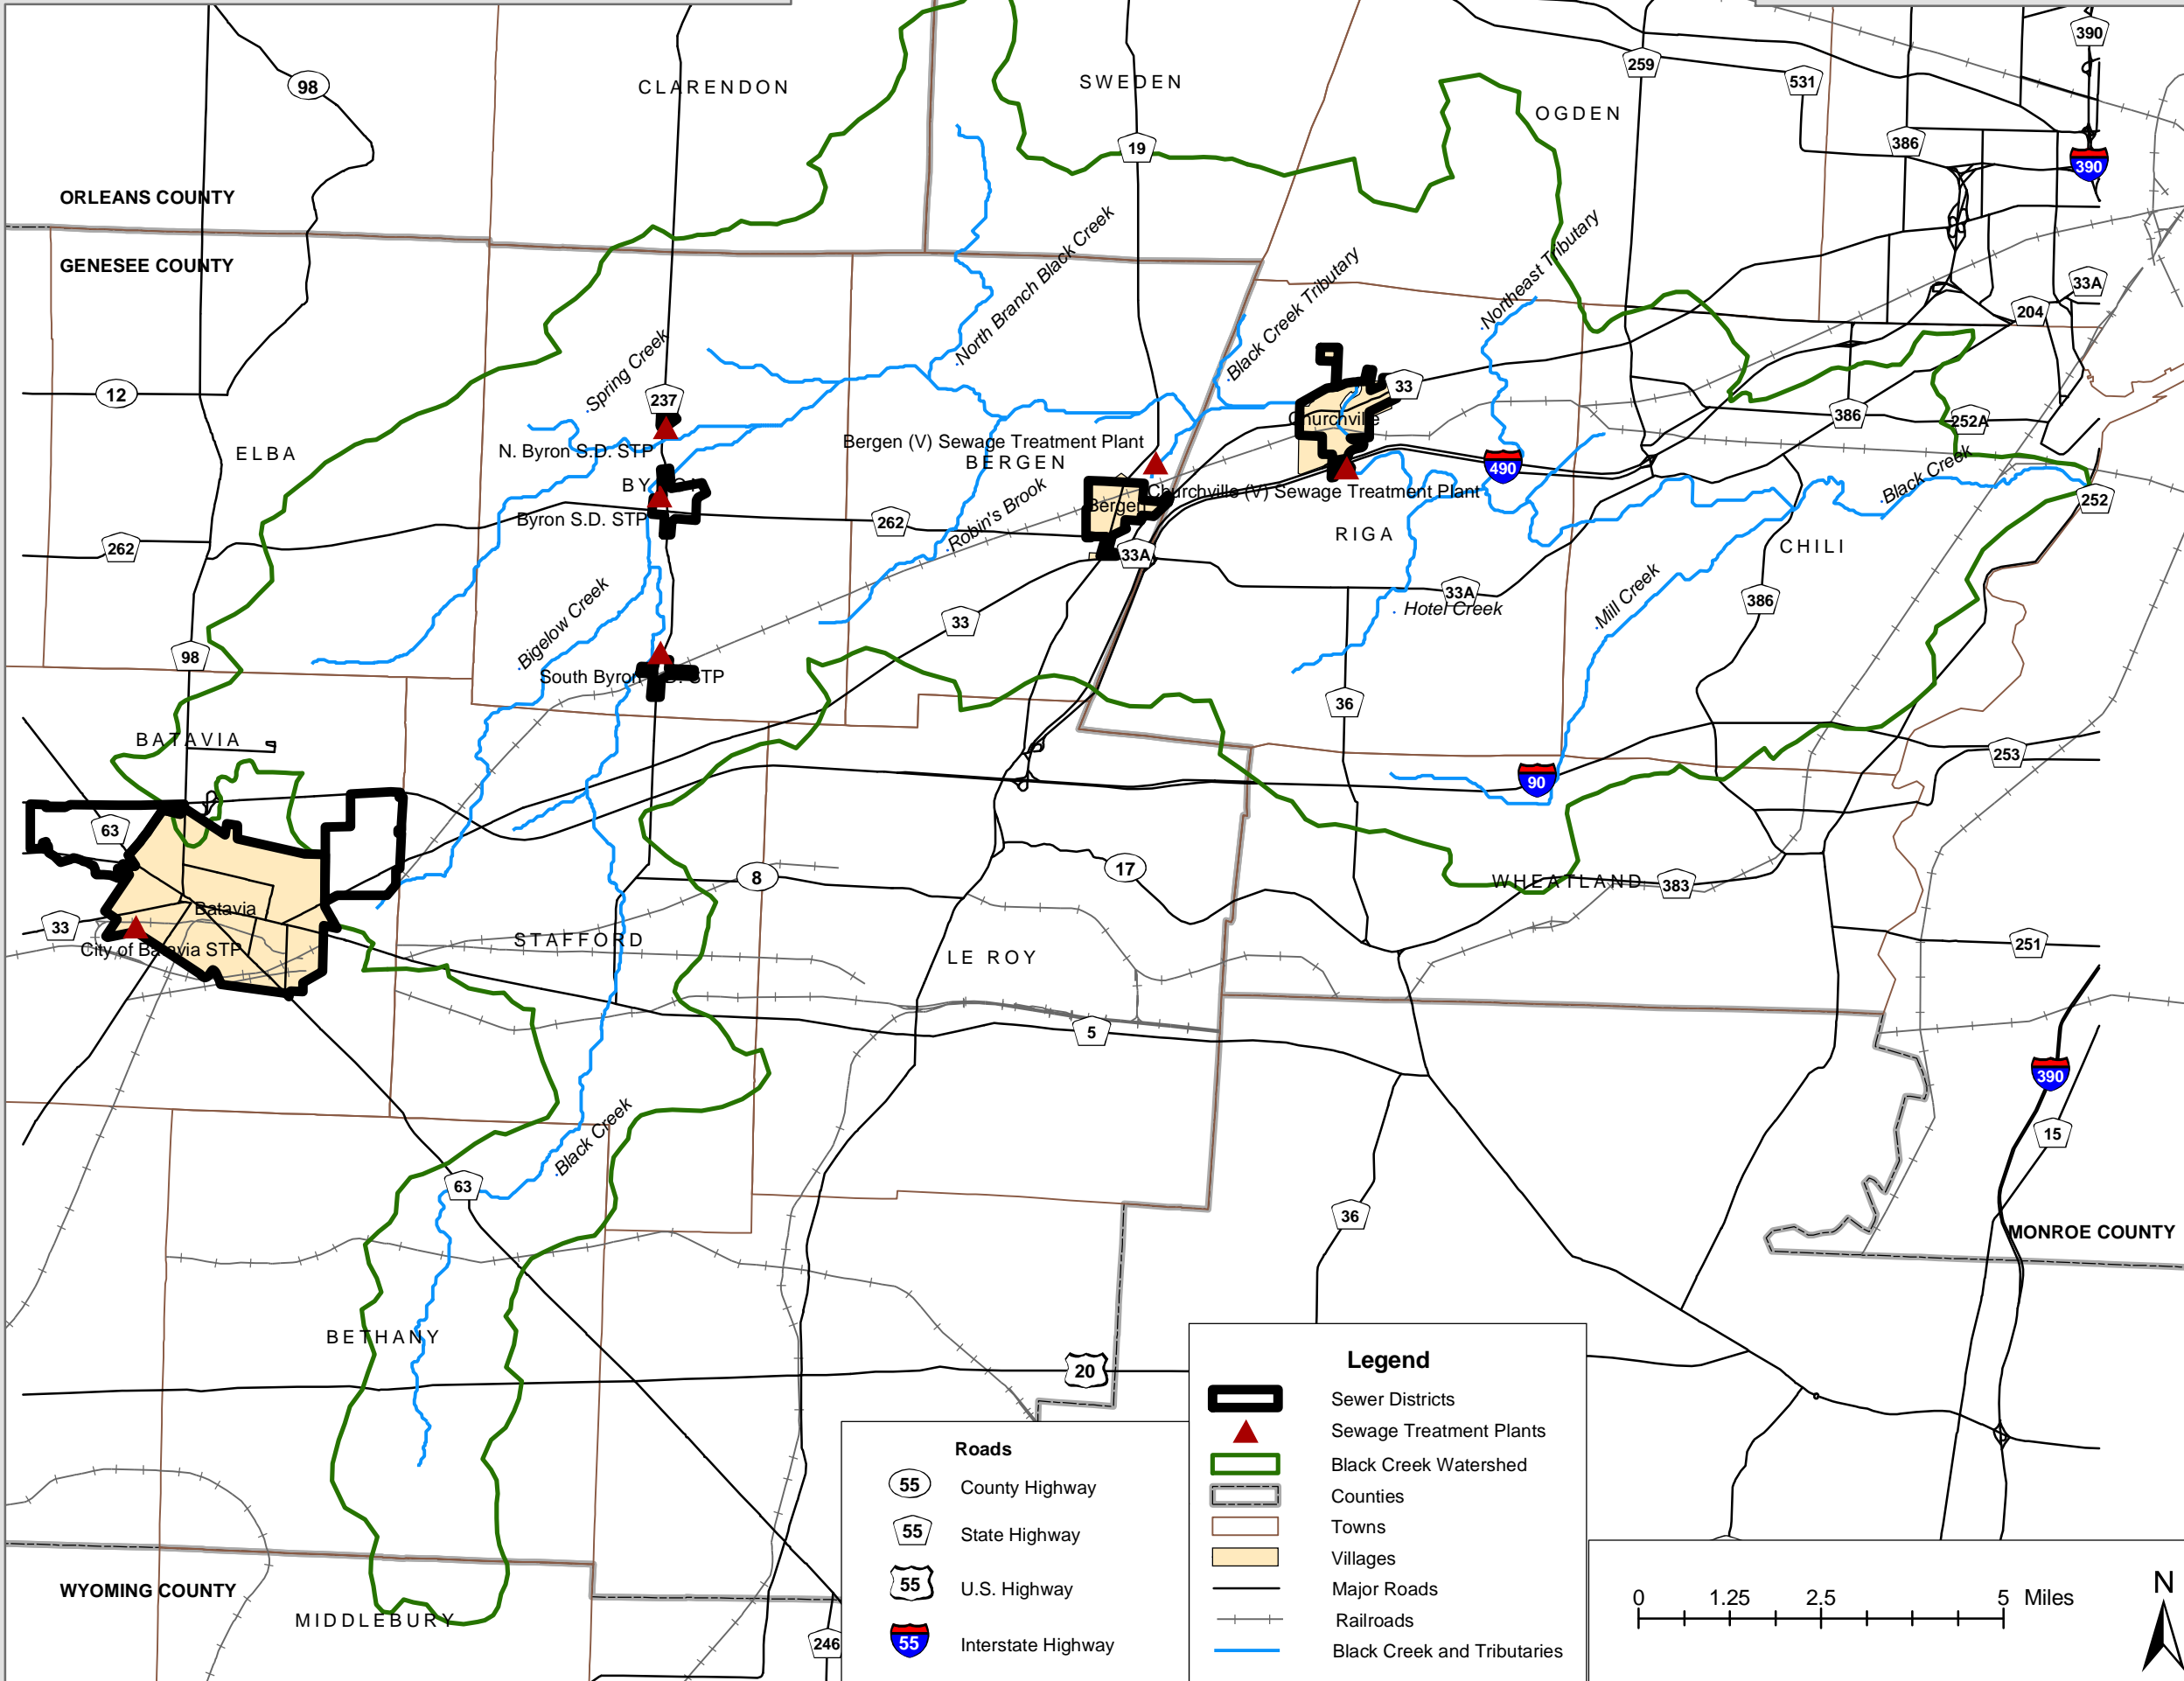 390
259
531
98
CLARENDON
SWEDEN
OGDEN
19
386
390
ORLEANS COUNTY
GENESEE COUNTY
North Branch Black Creek
Black Creek Tributary
Northeast Tributary
33A
204
Spring Creek
12
237
33
Churchville
386
252A
ELBA
N. Byron S.D. STP
Bergen (V) Sewage Treatment Plant
BERGEN
490
Black Creek
Churchville (V) Sewage Treatment Plant
252
Bergen
Byron S.D. STP
262
262
Robin's Brook
33A
RIGA
CHILI
Bigelow Creek
33
33A
Hotel Creek
Mill Creek
386
98
South Byron S.D. STP
36
BATAVIA
90
253
63
8
17
WHEATLAND
383
Batavia
33
City of Batavia STP
STAFFORD
LE ROY
251
5
390
Black Creek
15
63
36
MONROE COUNTY
BETHANY
20
WYOMING COUNTY
MIDDLEBURY
246
Roads
55 County Highway
55 State Highway
55 U.S. Highway
55 Interstate Highway
Legend
Sewer Districts
Sewage Treatment Plants
Black Creek Watershed
Counties
Towns
Villages
Major Roads
Railroads
Black Creek and Tributaries
0 1.25 2.5 5 Miles
N